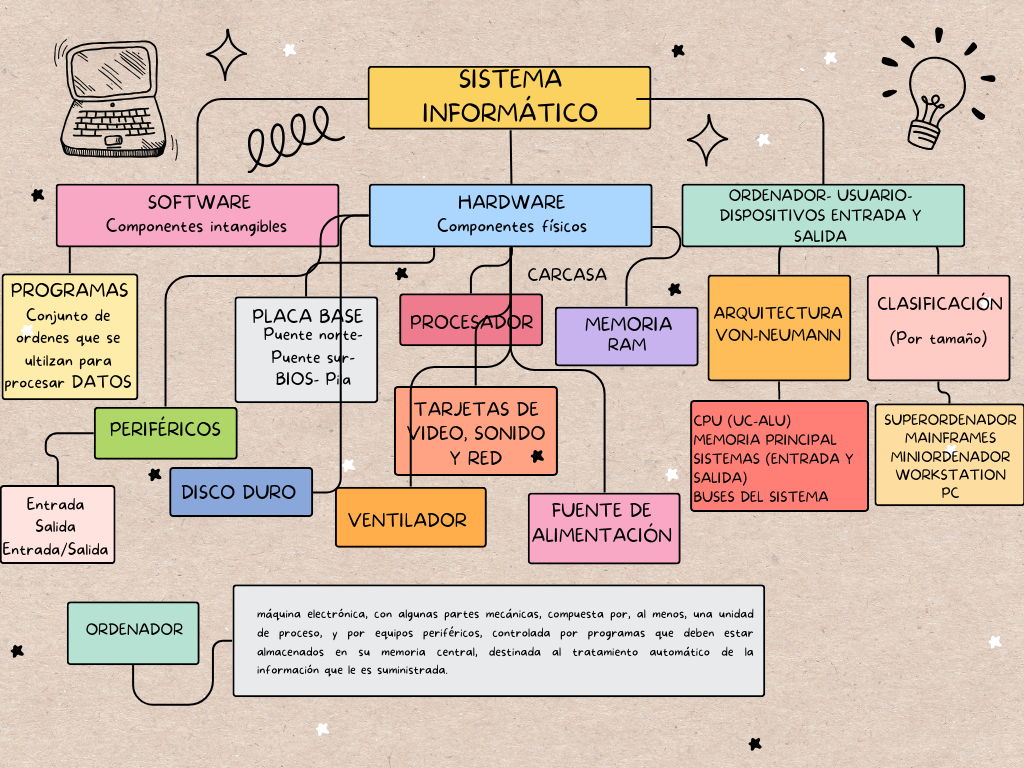 SISTEMA
INFORMÁTICO
SOFTWARE
Componentes intangibles
HARDWARE
Componentes físicos
ORDENADOR- USUARIO-
DISPOSITIVOS ENTRADA Y
SALIDA
PROGRAMAS
Conjunto de
ordenes que se
ultilzan para
procesar DATOS
PLACA BASE
Puente norte-
Puente sur-
BIOS- Pila
CARCASA
PROCESADOR
MEMORIA
RAM
ARQUITECTURA
VON-NEUMANN
CLASIFICACIÓN
(Por tamaño)
PERIFÉRICOS
TARJETAS DE
VIDEO, SONIDO
Y RED
CPU (UC-ALU)
MEMORIA PRINCIPAL
SISTEMAS (ENTRADA Y
SALIDA)
BUSES DEL SISTEMA
SUPERORDENADOR
MAINFRAMES
MINIORDENADOR
WORKSTATION
PC
Entrada
Salida
Entrada/Salida
DISCO DURO
VENTILADOR
FUENTE DE
ALIMENTACIÓN
ORDENADOR
máquina electrónica, con algunas partes mecánicas, compuesta por, al menos, una unidad
de proceso, y por equipos periféricos, controlada por programas que deben estar
almacenados en su memoria central, destinada al tratamiento automático de la
información que le es suministrada.